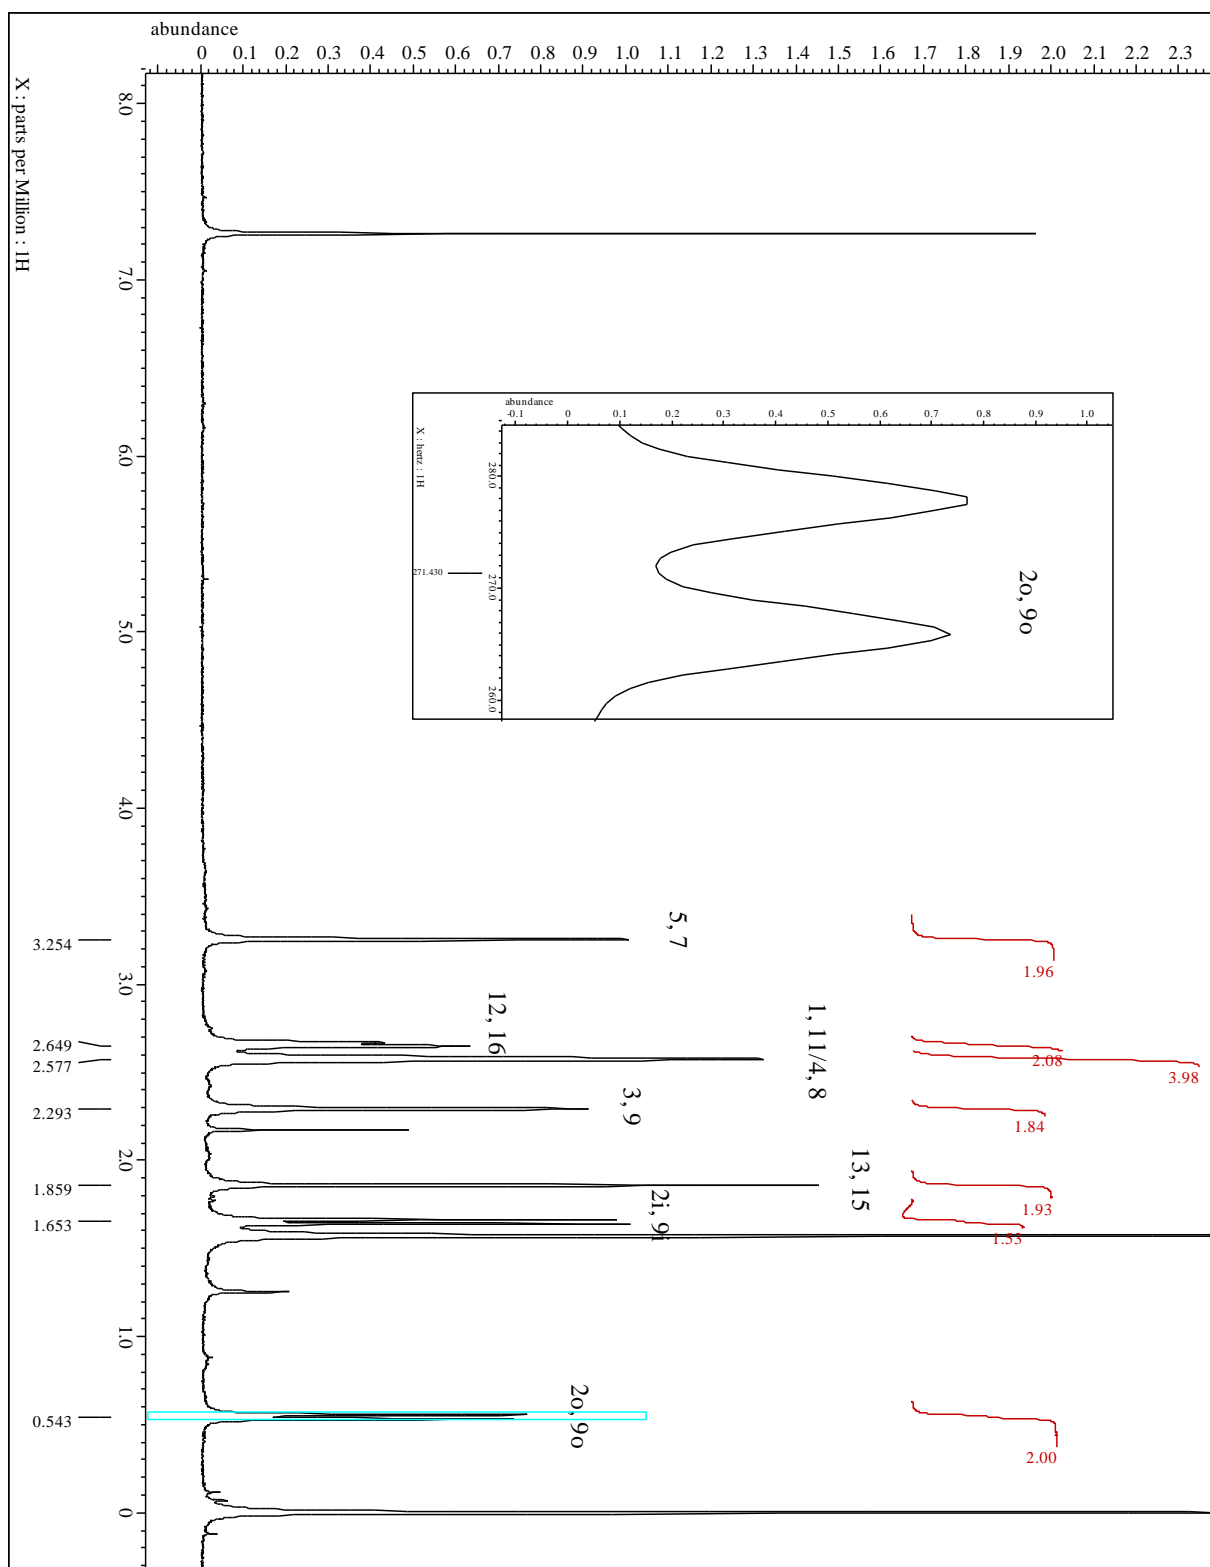 abundance
0 0.1 0.2 0.3 0.4 0.5 0.6 0.7 0.8 0.9 1.0 1.1 1.2 1.3 1.4 1.5 1.6 1.7 1.8 1.9 2.0 2.1 2.2 2.3
8.0 7.0 6.0 5.0 4.0 3.0 2.0 1.0 0
X : parts per Million : 1H
abundance
-0.1 0 0.1 0.2 0.3 0.4 0.5 0.6 0.7 0.8 0.9 1.0
280.0 270.0 260.0
X : hertz : 1H
271.430
2o, 9o
5, 7
12, 16
1, 11/4, 8
3, 9
13, 15
2i, 9i
2o, 9o
3.254
2.649
2.577
2.293
1.859
1.653
0.543
1.96
2.08
3.98
1.84
1.93
1.53
2.00